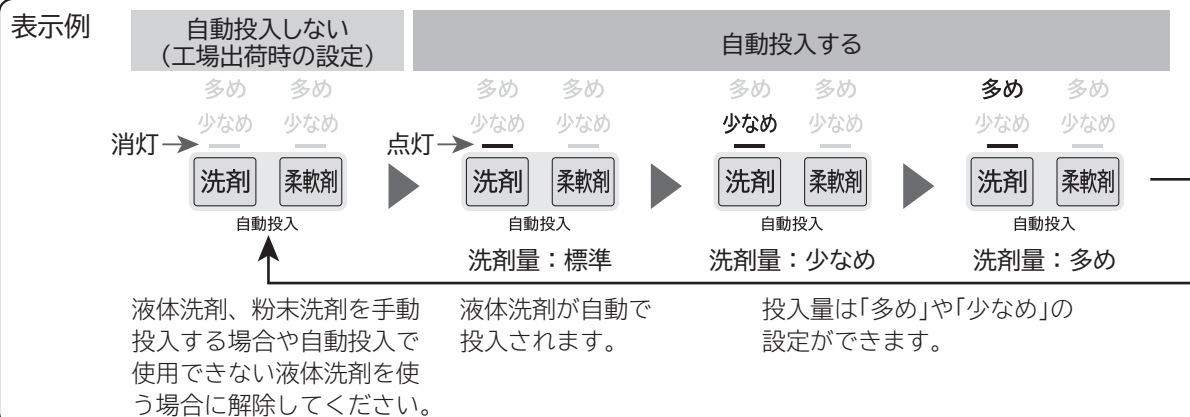 表示例
自動投入しない
（工場出荷時の設定）
自動投入する
多め 多め
少なめ 少なめ
消灯
洗剤 柔軟剤
自動投入
多め 多め
少なめ 少なめ
点灯
洗剤 柔軟剤
自動投入
洗剤量：標準
多め 多め
少なめ 少なめ
洗剤 柔軟剤
自動投入
洗剤量：少なめ
多め 多め
少なめ 少なめ
洗剤 柔軟剤
自動投入
洗剤量：多め
液体洗剤、粉末洗剤を手動
投入する場合や自動投入で
使用できない液体洗剤を使
う場合に解除してください。
液体洗剤が自動で
投入されます。
投入量は｢多め｣や｢少なめ｣の
設定ができます。